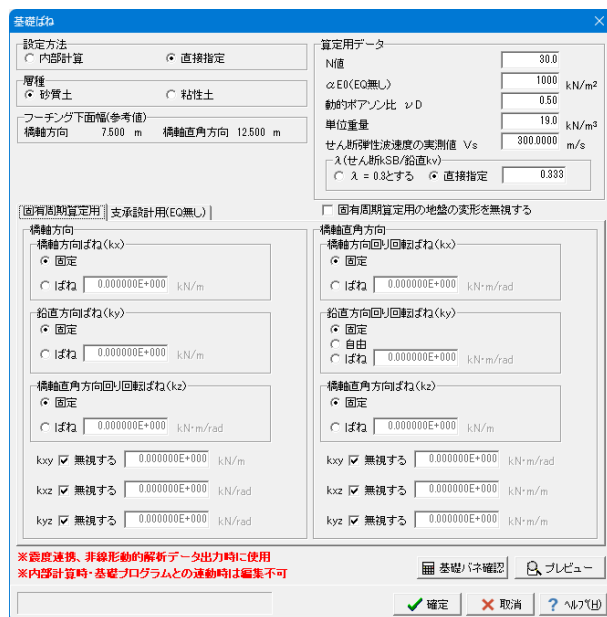 基礎ばね
設定方法
内部計算 直接指定
層種
砂質土 粘性土
フーチング下面幅(参考値)
橋軸方向 7.500 m 橋軸直角方向 12.500 m
算定用データ
N値 30.0
αE0(EQ無し) 1000 kN/m²
動的ポアソン比 νD 0.50
単位重量 19.0 kN/m³
せん断弾性波速度の実測値 Vs 300.0000 m/s
λ(せん断kSB/鉛直kv)
λ = 0.3とする 直接指定 0.333
固有周期算定用 支承設計用(EQ無し) 固有周期算定用の地盤の変形を無視する
橋軸方向
橋軸方向ばね(kx)
固定
ばね 0.000000E+000 kN/m
鉛直方向ばね(ky)
固定
ばね 0.000000E+000 kN/m
橋軸直角方向回り回転ばね(kz)
固定
ばね 0.000000E+000 kN・m/rad
kxy 無視する 0.000000E+000 kN/m
kxz 無視する 0.000000E+000 kN/rad
kyz 無視する 0.000000E+000 kN/rad
橋軸直角方向
橋軸方向回り回転ばね(kx)
固定
ばね 0.000000E+000 kN・m/rad
鉛直方向回り回転ばね(ky)
固定
自由
ばね 0.000000E+000 kN・m/rad
橋軸直角方向ばね(kz)
固定
ばね 0.000000E+000 kN/m
kxy 無視する 0.000000E+000 kN・m/rad
kxz 無視する 0.000000E+000 kN・m/m
kyz 無視する 0.000000E+000 kN・m/m
※震度連携、非線形動的解析データ出力時に使用
※内部計算時・基礎プログラムとの連動時は編集不可
基礎バネ確認 プレビュー
確定 取消 ? ヘルプ(H)